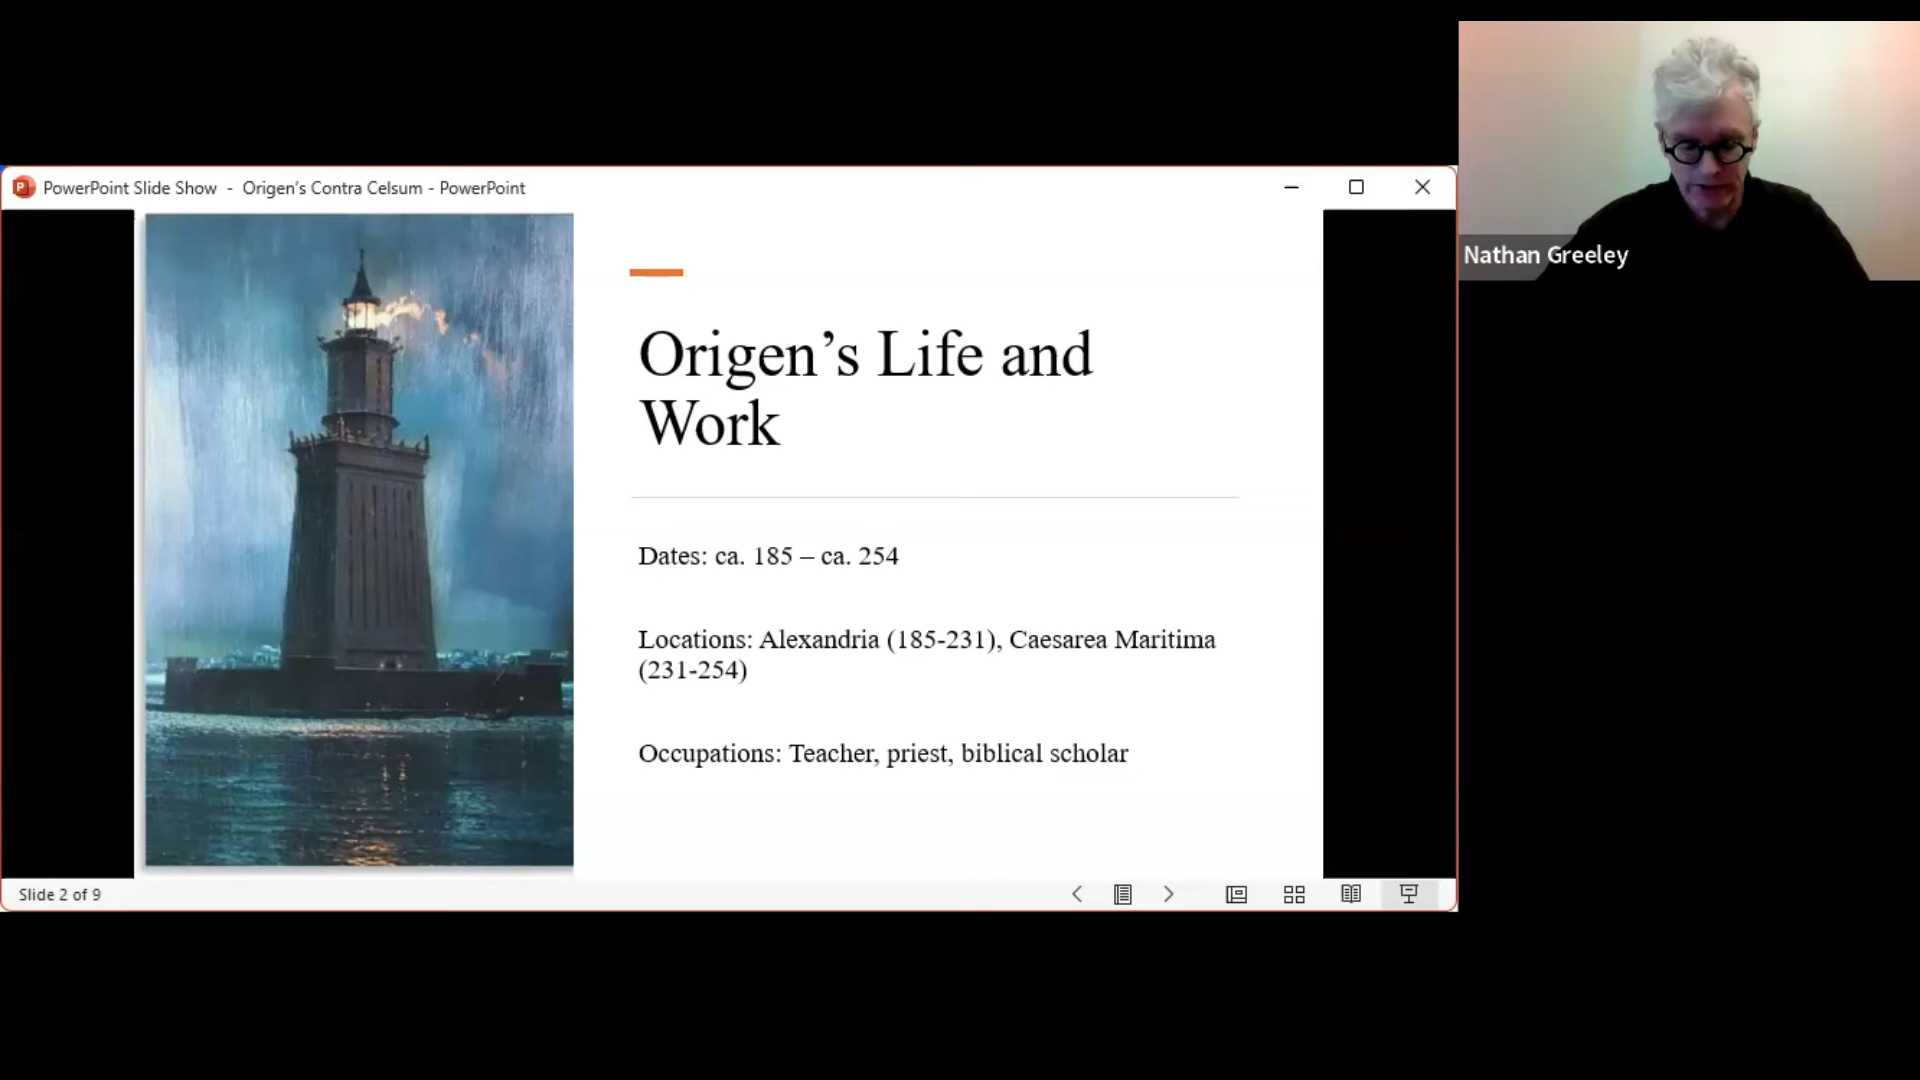 PowerPoint Slide Show - Origen's Contra Celsum - PowerPoint
Origen’s Life and
Work
Dates: ca. 185 – ca. 254
Locations: Alexandria (185-231), Caesarea Maritima
(231-254)
Occupations: Teacher, priest, biblical scholar
Slide 2 of 9
Nathan Greeley